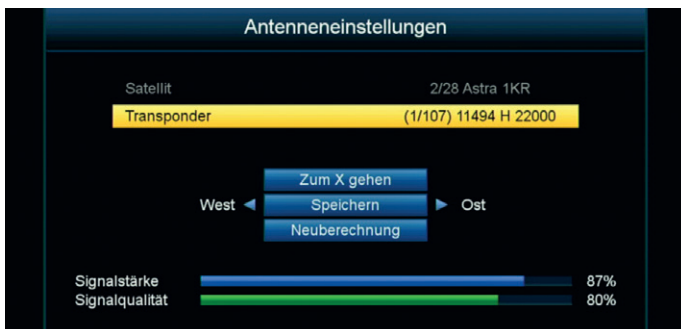 Antenneneinstellungen
Satellit 2/28 Astra 1KR
Transponder (1/107) 11494 H 22000
Zum X gehen
West Speichern Ost
Neuberechnung
Signalstärke 87%
Signalqualität 80%